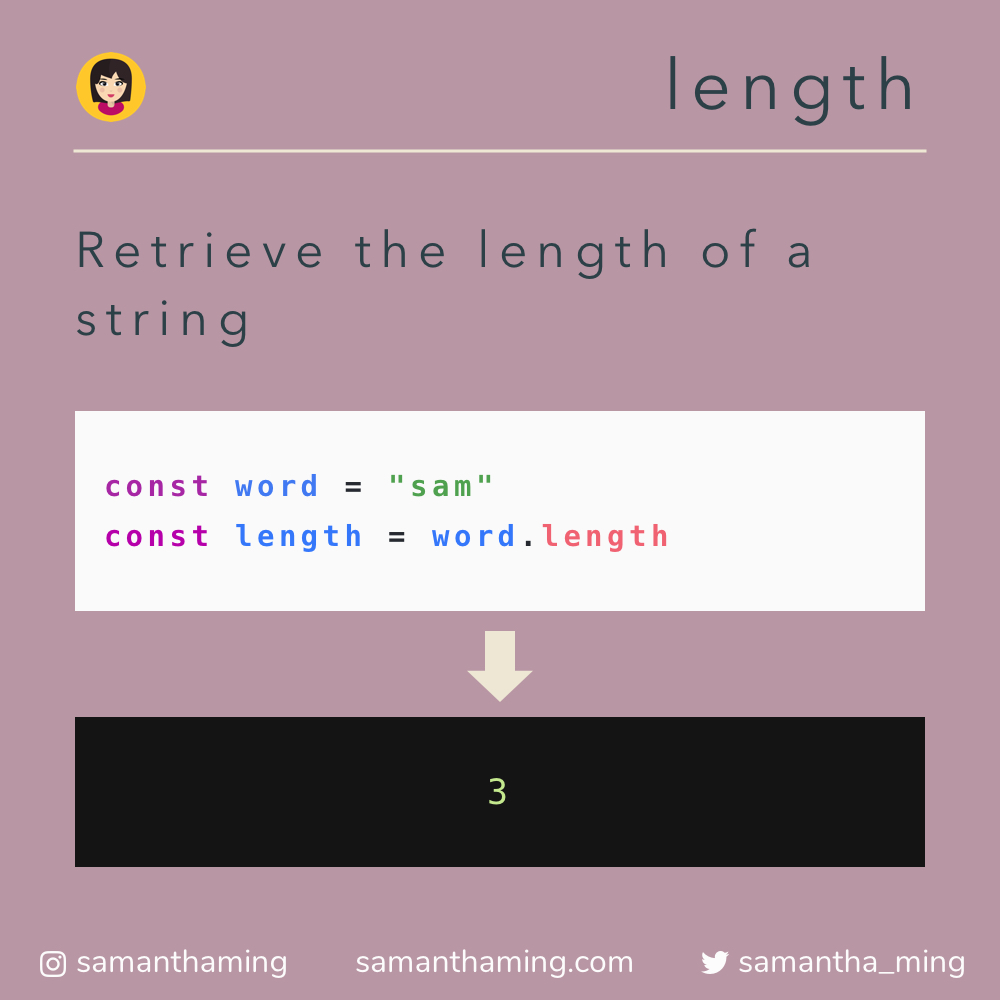 length
Retrieve the length of a
string
const word = "sam"
const length = word.length
3
samanthaming
samanthaming.com
samantha_ming